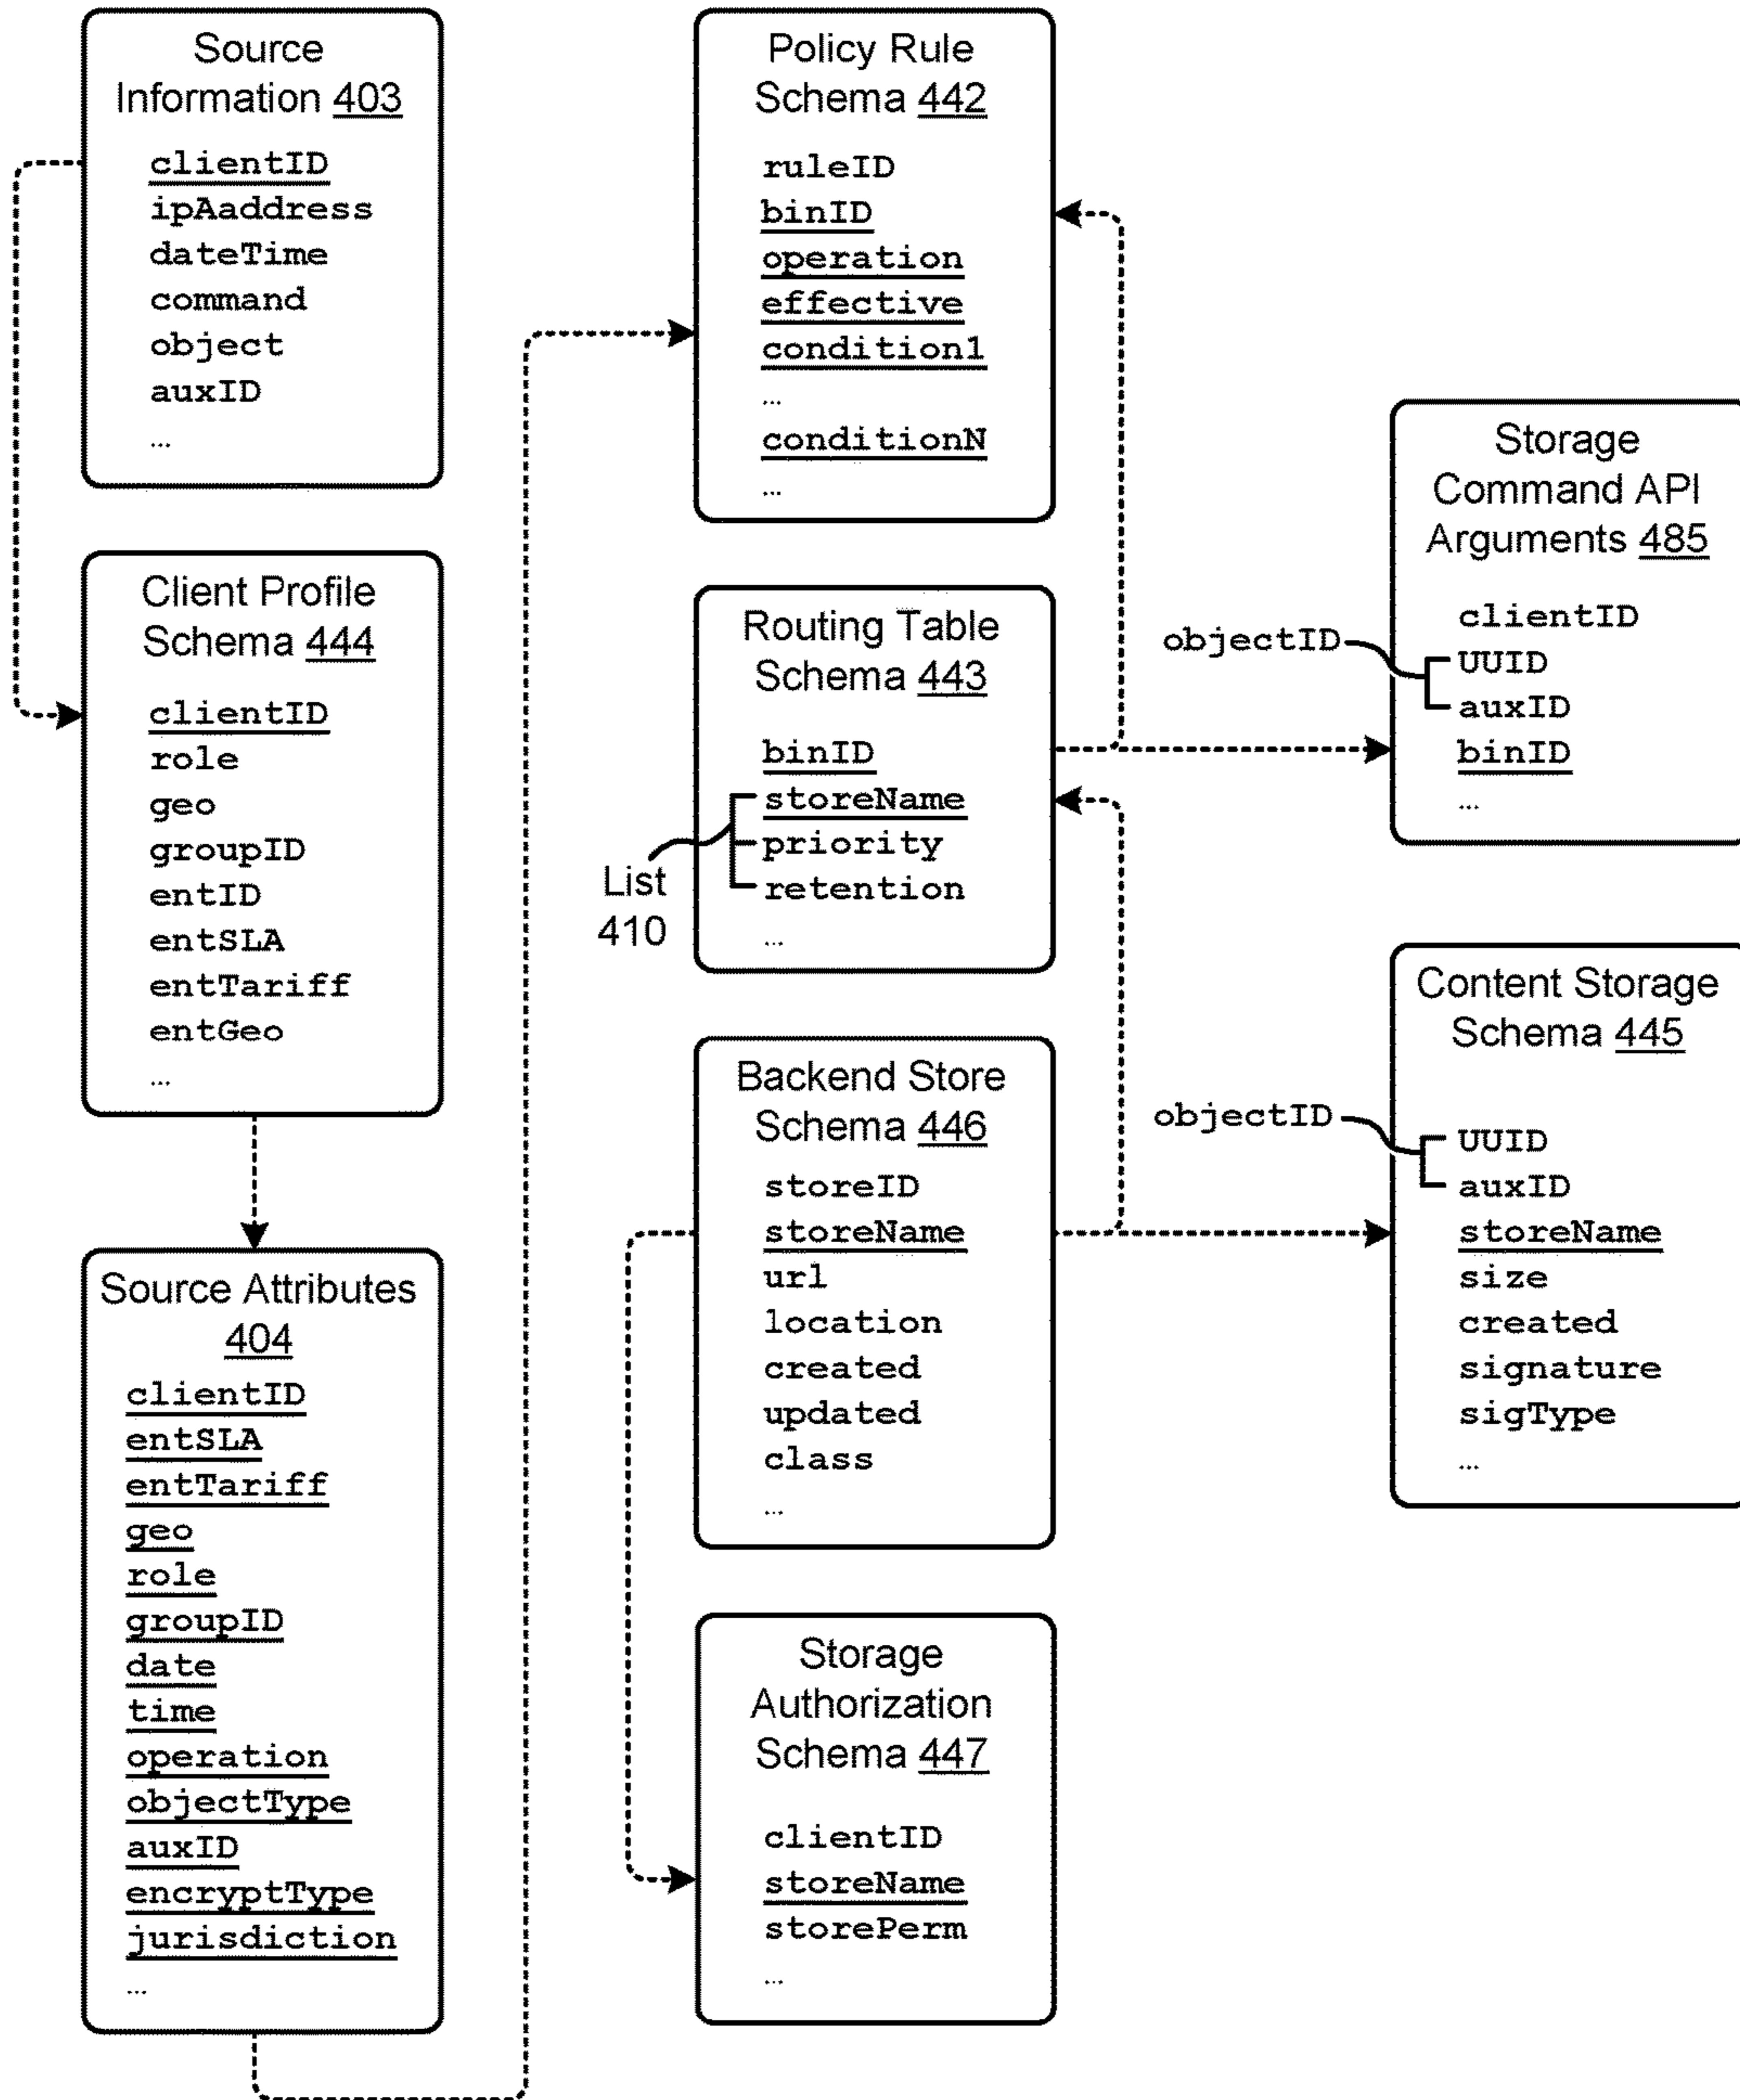 Source
Information 403
clientID
ipAaddress
dateTime
command
object
auxID
...
Client Profile
Schema 444
clientID
role
geo
groupID
entID
entSLA
entTariff
entGeo
...
Source Attributes
404
clientID
entSLA
entTariff
geo
role
groupID
date
time
operation
objectType
auxID
encryptType
jurisdiction
...
Policy Rule
Schema 442
ruleID
binID
operation
effective
condition1
...
conditionN
...
Routing Table
Schema 443
binID
storeName
priority
retention
...
List
410
Backend Store
Schema 446
storeID
storeName
url
location
created
updated
class
...
Storage
Authorization
Schema 447
clientID
storeName
storePerm
...
Storage
Command API
Arguments 485
clientID
objectID
UUID
auxID
binID
...
Content Storage
Schema 445
objectID
UUID
auxID
storeName
size
created
signature
sigType
...